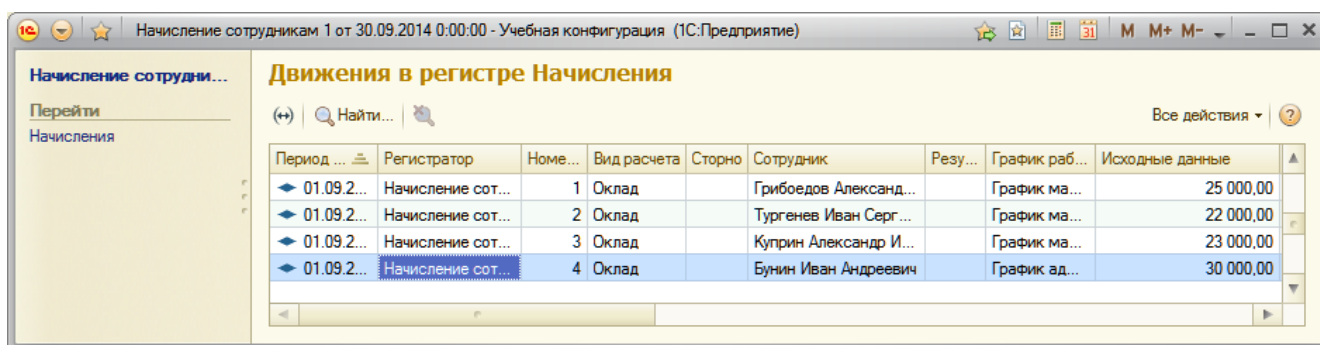 Начисление сотрудникам 1 от 30.09.2014 0:00:00 - Учебная конфигурация (1С:Предприятие)
31 M M+ M-
Начисление сотрудни...
Перейти
Начисления
Движения в регистре Начисления
Найти...
Все действия
?
Период ... Регистратор Номе... Вид расчета Сторно Сотрудник Резу... График раб... Исходные данные
01.09.2... Начисление сот... 1 Оклад Грибоедов Александ... График ма... 25 000,00
01.09.2... Начисление сот... 2 Оклад Тургенев Иван Серг... График ма... 22 000,00
01.09.2... Начисление сот... 3 Оклад Куприн Александр И... График ма... 23 000,00
01.09.2... Начисление сот... 4 Оклад Бунин Иван Андреевич График ад... 30 000,00